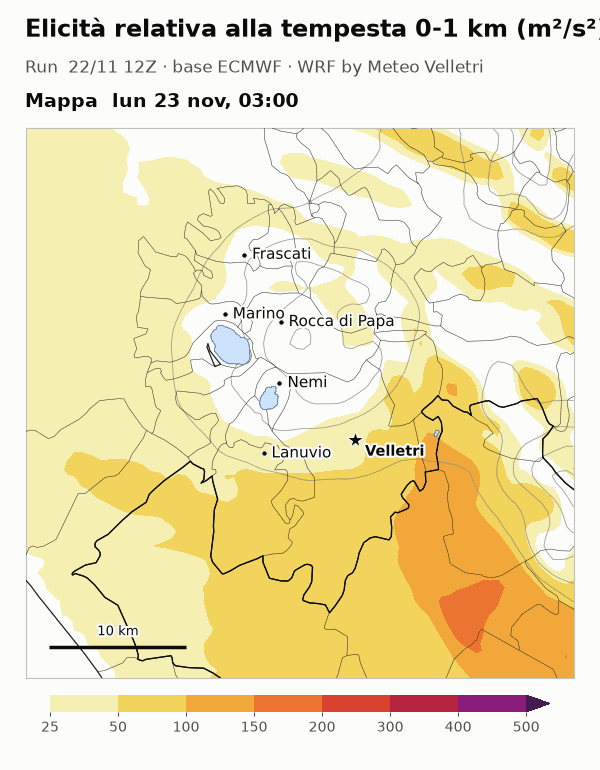 Elicità relativa alla tempesta 0-1 km (m²/s²)
Run  22/11 12Z · base ECMWF · WRF by Meteo Velletri
Mappa  lun 23 nov, 03:00
Frascati
Marino
Rocca di Papa
Nemi
Velletri
Lanuvio
10 km
25 50 100 150 200 300 400 500